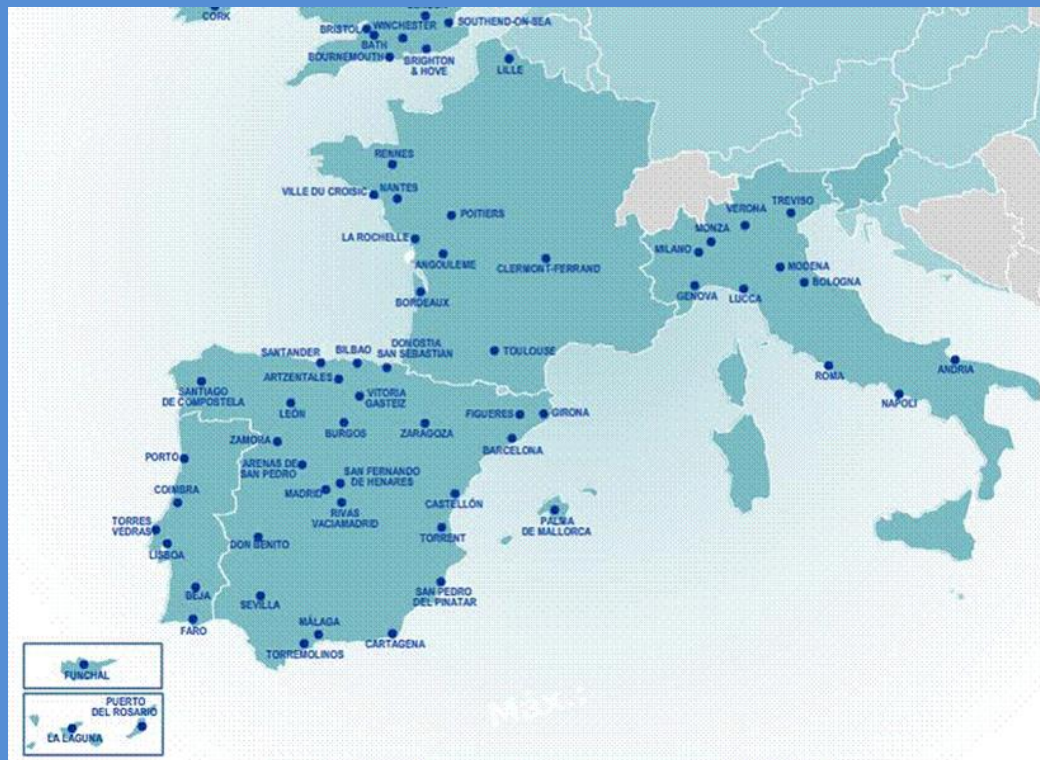 CORK
BRISTOL
WINCHESTER
SOUTHEND-ON-SEA
BATH
BOURNEMOUTH
BRIGHTON
& HOVE
LILLE
RENNES
VILLE DU CROISIC
NANTES
POITIERS
LA ROCHELLE
ANGOULEME
CLERMONT-FERRAND
BORDEAUX
TOULOUSE
TREVISO
VERONA
MONZA
MILANO
MODENA
BOLOGNA
GENOVA
LUCCA
ROMA
ANDRIA
NAPOLI
SANTANDER
BILBAO
DONOSTIA
SAN SEBASTIAN
ARTZENTALES
SANTIAGO
DE COMPOSTELA
VITORIA
GASTEIZ
LEÓN
BURGOS
ZARAGOZA
FIGUERES
GIRONA
BARCELONA
ZAMORA
PORTO
ARENAS DE
SAN PEDRO
SAN FERNANDO
DE HENARES
MADRID
RIVAS
VACIAMADRID
CASTELLÓN
PALMA
DE MALLORCA
COIMBRA
TORRES
VEDRAS
LISBOA
DON BENITO
TORRENT
BEJA
SEVILLA
SAN PEDRO
DEL PINATAR
FARO
MÁLAGA
TORREMOLINOS
CARTAGENA
FUNCHAL
PUERTO
DEL ROSARIO
LA LAGUNA